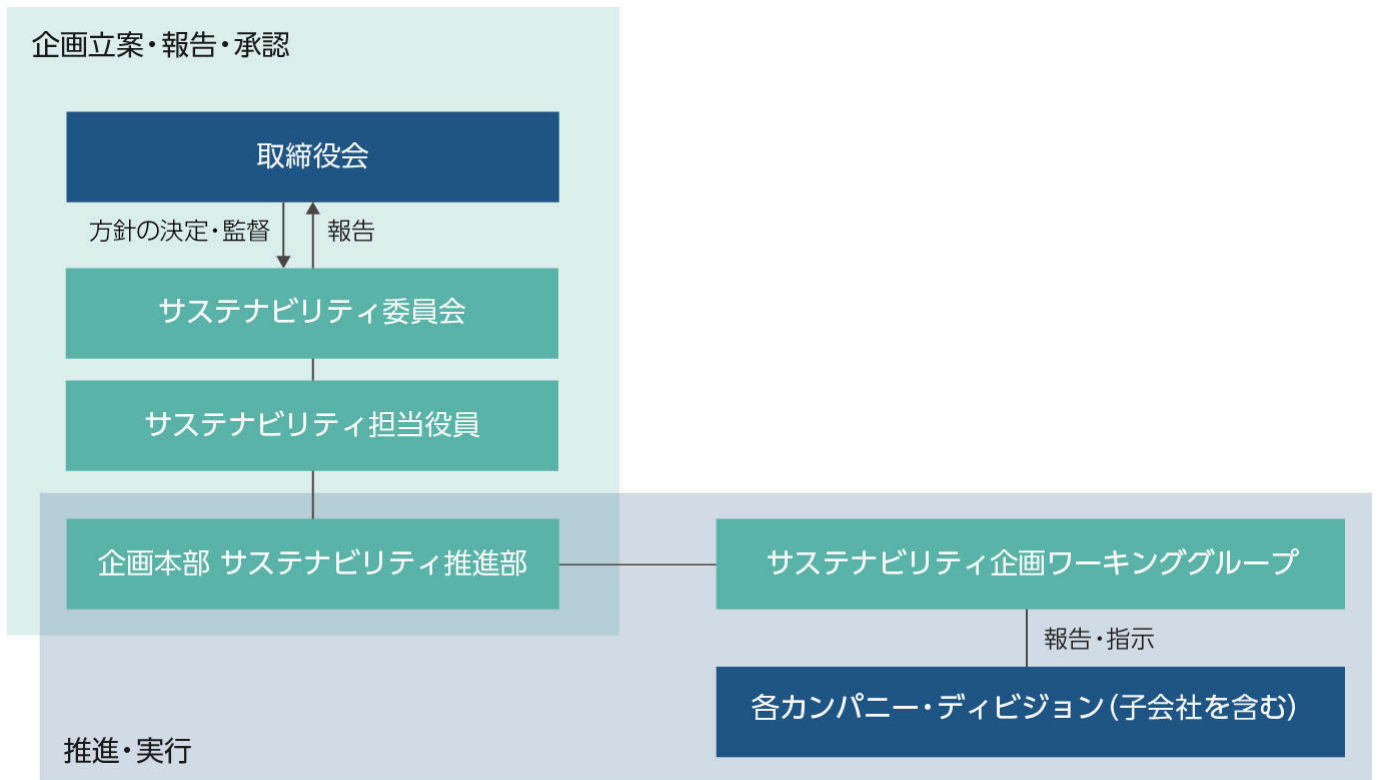 企画立案・報告・承認
取締役会
方針の決定・監督
報告
サステナビリティ委員会
サステナビリティ担当役員
企画本部 サステナビリティ推進部
サステナビリティ企画ワーキンググループ
報告・指示
各カンパニー・ディビジョン(子会社を含む)
推進・実行